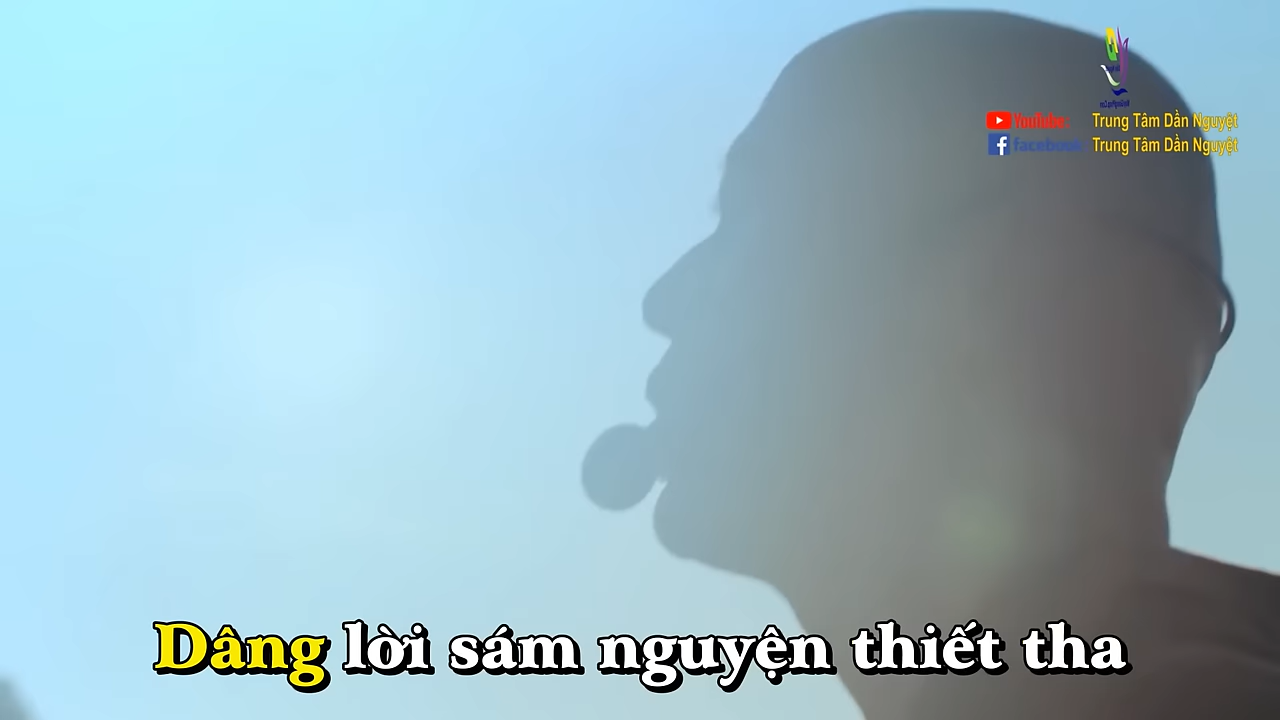 YouTube: Trung Tâm Dần Nguyệt
facebook: Trung Tâm Dần Nguyệt
Dâng lời sám nguyện thiết tha